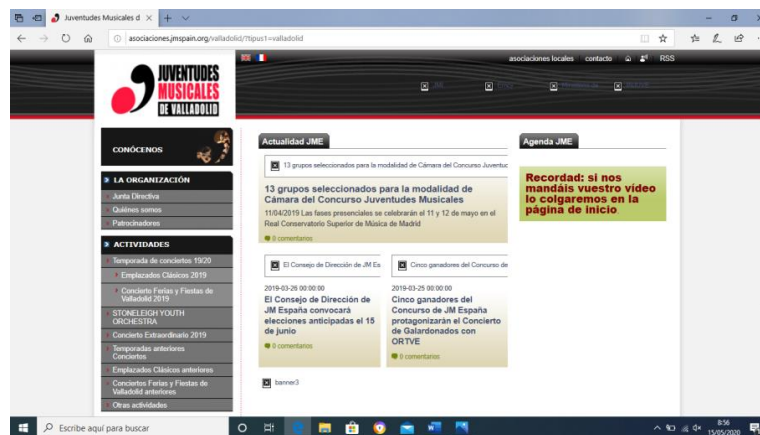 Juventudes Musicales d
asociaciones.jmspain.org/valladolid/?tipus1=valladolid
asociaciones locales contacto RSS
JUVENTUDES
MUSICALES
DE VALLADOLID
CONÓCENOS
LA ORGANIZACIÓN
Junta Directiva
Quiénes somos
Patrocinadores
ACTIVIDADES
Temporada de conciertos 19/20
Emplazados Clásicos 2019
Concierto Ferias y Fiestas de
Valladolid 2019
STONELEIGH YOUTH
ORCHESTRA
Concierto Extraordinario 2019
Temporadas anteriores
Conciertos
Emplazados Clásicos anteriores
Conciertos Ferias y Fiestas de
Valladolid anteriores
Otras actividades
Actualidad JME
13 grupos seleccionados para la modalidad de Cámara del Concurso Juventuc
13 grupos seleccionados para la modalidad de
Cámara del Concurso Juventudes Musicales
11/04/2019 Las fases presenciales se celebrarán el 11 y 12 de mayo en el
Real Conservatorio Superior de Música
de Madrid
0 comentarios
El Consejo de Dirección de JM Es
2019-03-26 00:00:00
El Consejo de Dirección de
JM España convocará
elecciones anticipadas el 15
de junio
0 comentarios
Cinco ganadores del Concurso de
2019-03-25 00:00:00
Cinco ganadores del
Concurso de JM España
protagonizarán el Concierto
de Galardonados con
ORTVE
0 comentarios
banner3
Agenda JME
Recordad: si nos
mandáis vuestro vídeo
lo colgaremos en la
página de inicio
Escribe aquí para buscar
8:56
15/05/2020